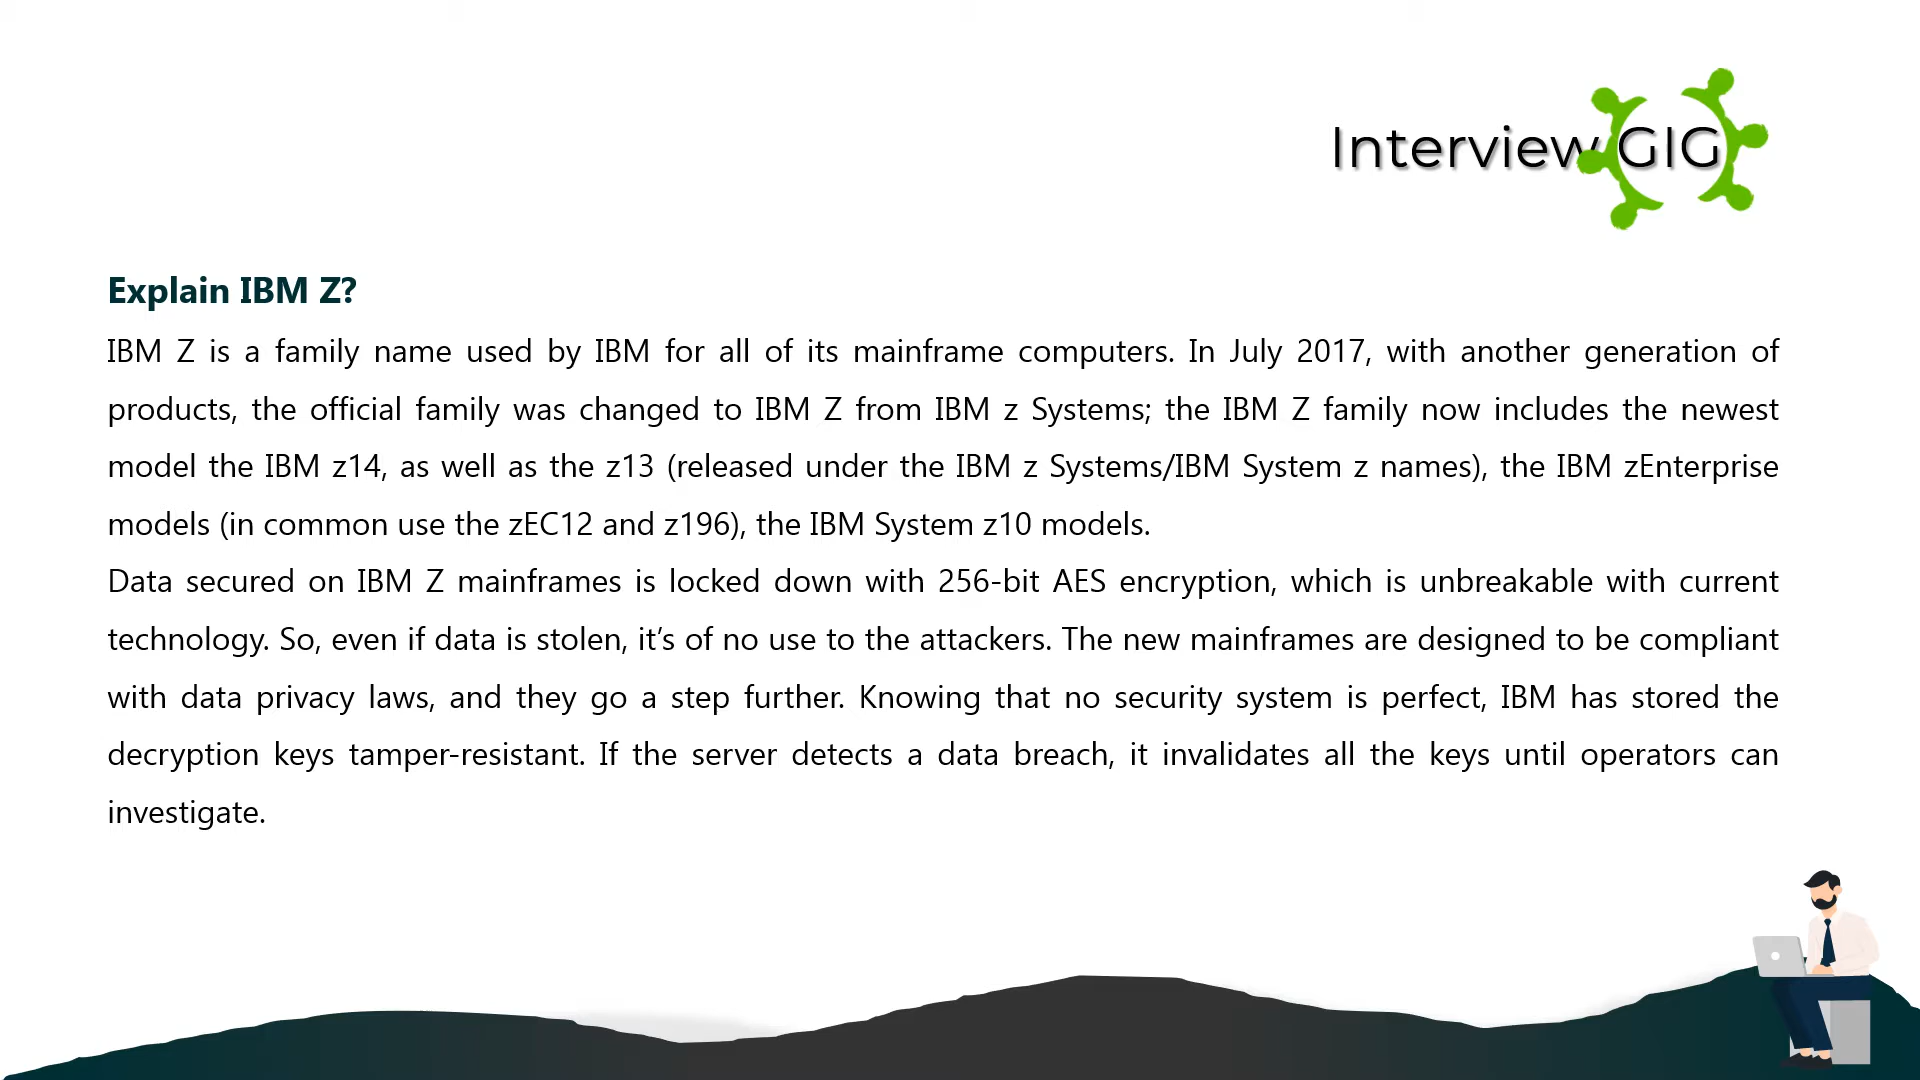 Interview GIG
Explain IBM Z?
IBM Z is a family name used by IBM for all of its mainframe computers. In July 2017, with another generation of
products, the official family was changed to IBM Z from IBM z Systems; the IBM Z family now includes the newest
model the IBM z14, as well as the z13 (released under the IBM z Systems/IBM System z names), the IBM zEnterprise
models (in common use the zEC12 and z196), the IBM System z10 models.
Data secured on IBM Z mainframes is locked down with 256-bit AES encryption, which is unbreakable with current
technology. So, even if data is stolen, it’s of no use to the attackers. The new mainframes are designed to be compliant
with data privacy laws, and they go a step further. Knowing that no security system is perfect, IBM has stored the
decryption keys tamper-resistant. If the server detects a data breach, it invalidates all the keys until operators can
investigate.